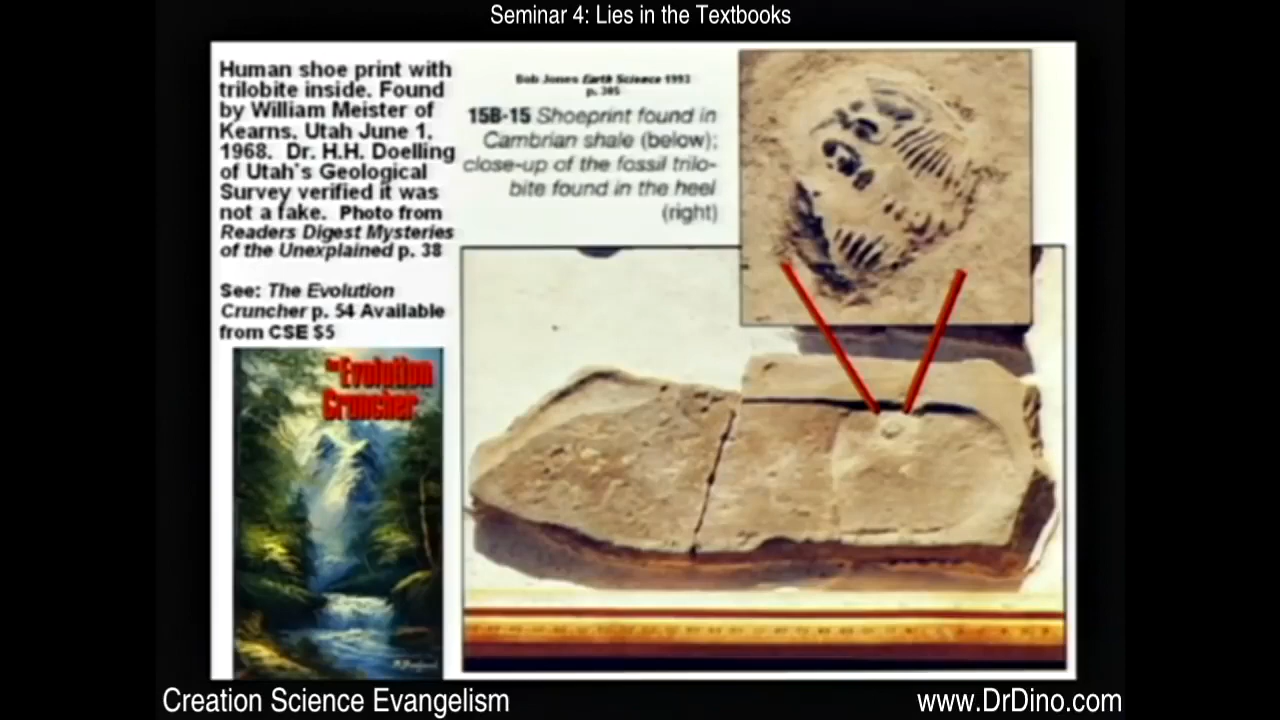 Seminar 4: Lies in the Textbooks
Human shoe print with
trilobite inside. Found
by William Meister of
Kearns, Utah June 1,
1968. Dr. H.H. Doelling
of Utah's Geological
Survey verified it was
not a fake. Photo from
Readers Digest Mysteries
of the Unexplained p. 38
See: The Evolution
Cruncher p. 54 Available
from CSE $5
Bob Jones Earth Science 1993
p. 305
15B-15 Shoeprint found in
Cambrian shale (below);
close-up of the fossil trilo-
bite found in the heel
(right)
The Evolution
Cruncher
Creation Science Evangelism
www.DrDino.com